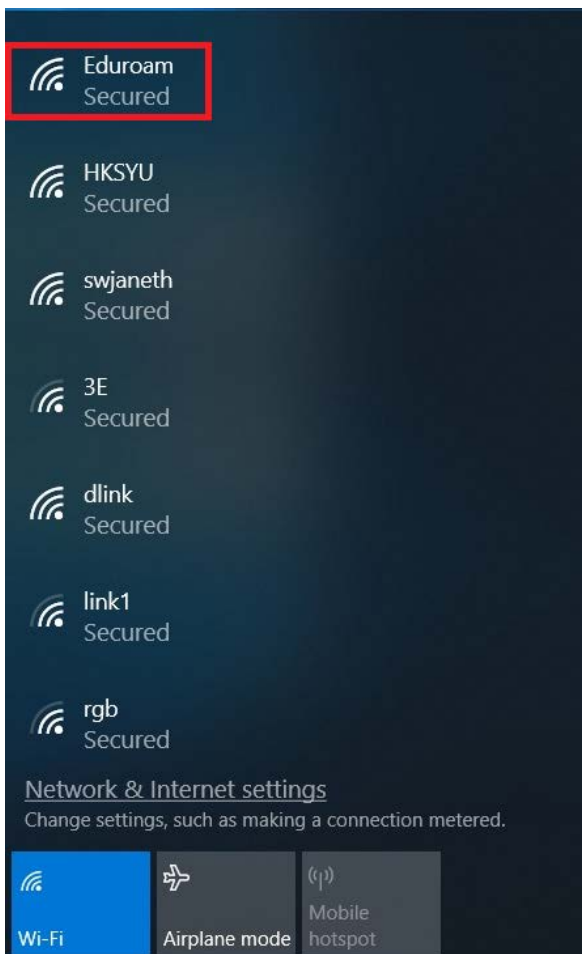 Eduroam
Secured
HKSYU
Secured
swjaneth
Secured
3E
Secured
dlink
Secured
link1
Secured
rgb
Secured
Network & Internet settings
Change settings, such as making a connection metered.
Wi-Fi
Airplane mode
Mobile
hotspot